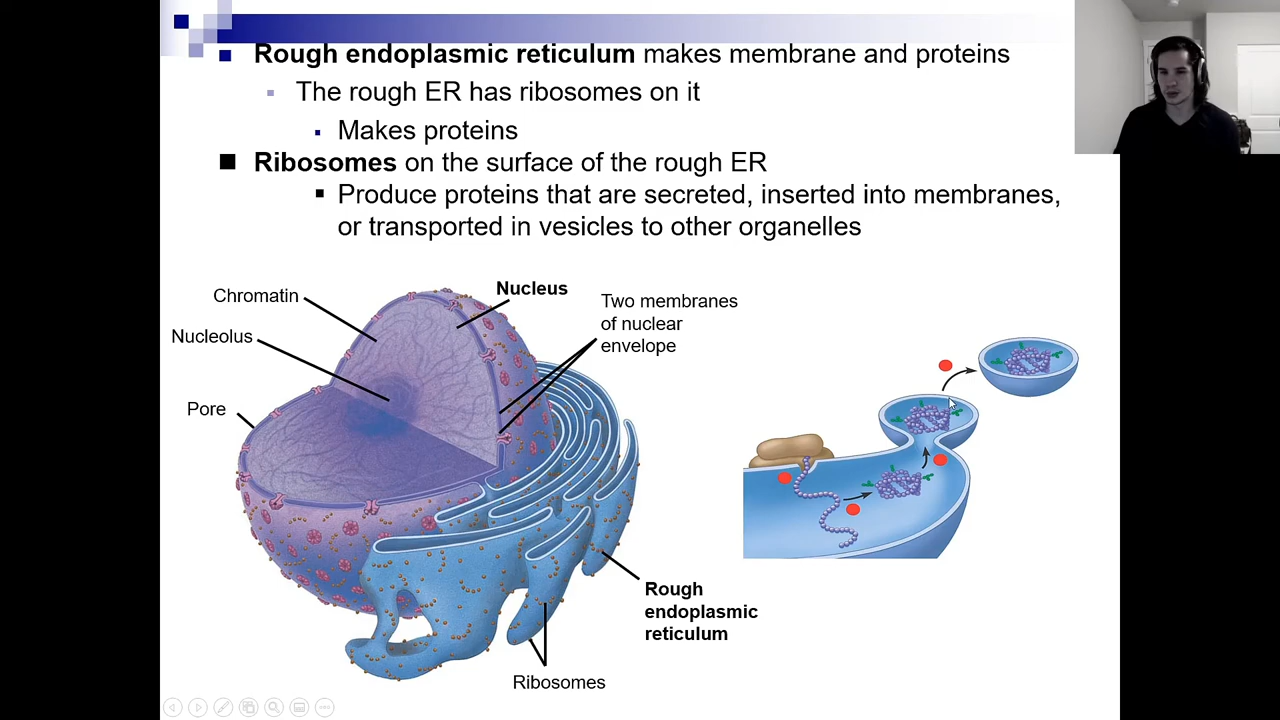 Rough endoplasmic reticulum makes membrane and proteins
The rough ER has ribosomes on it
Makes proteins
Ribosomes on the surface of the rough ER
Produce proteins that are secreted, inserted into membranes,
or transported in vesicles to other organelles
Chromatin
Nucleus
Two membranes
of nuclear
envelope
Nucleolus
Pore
Rough
endoplasmic
reticulum
Ribosomes